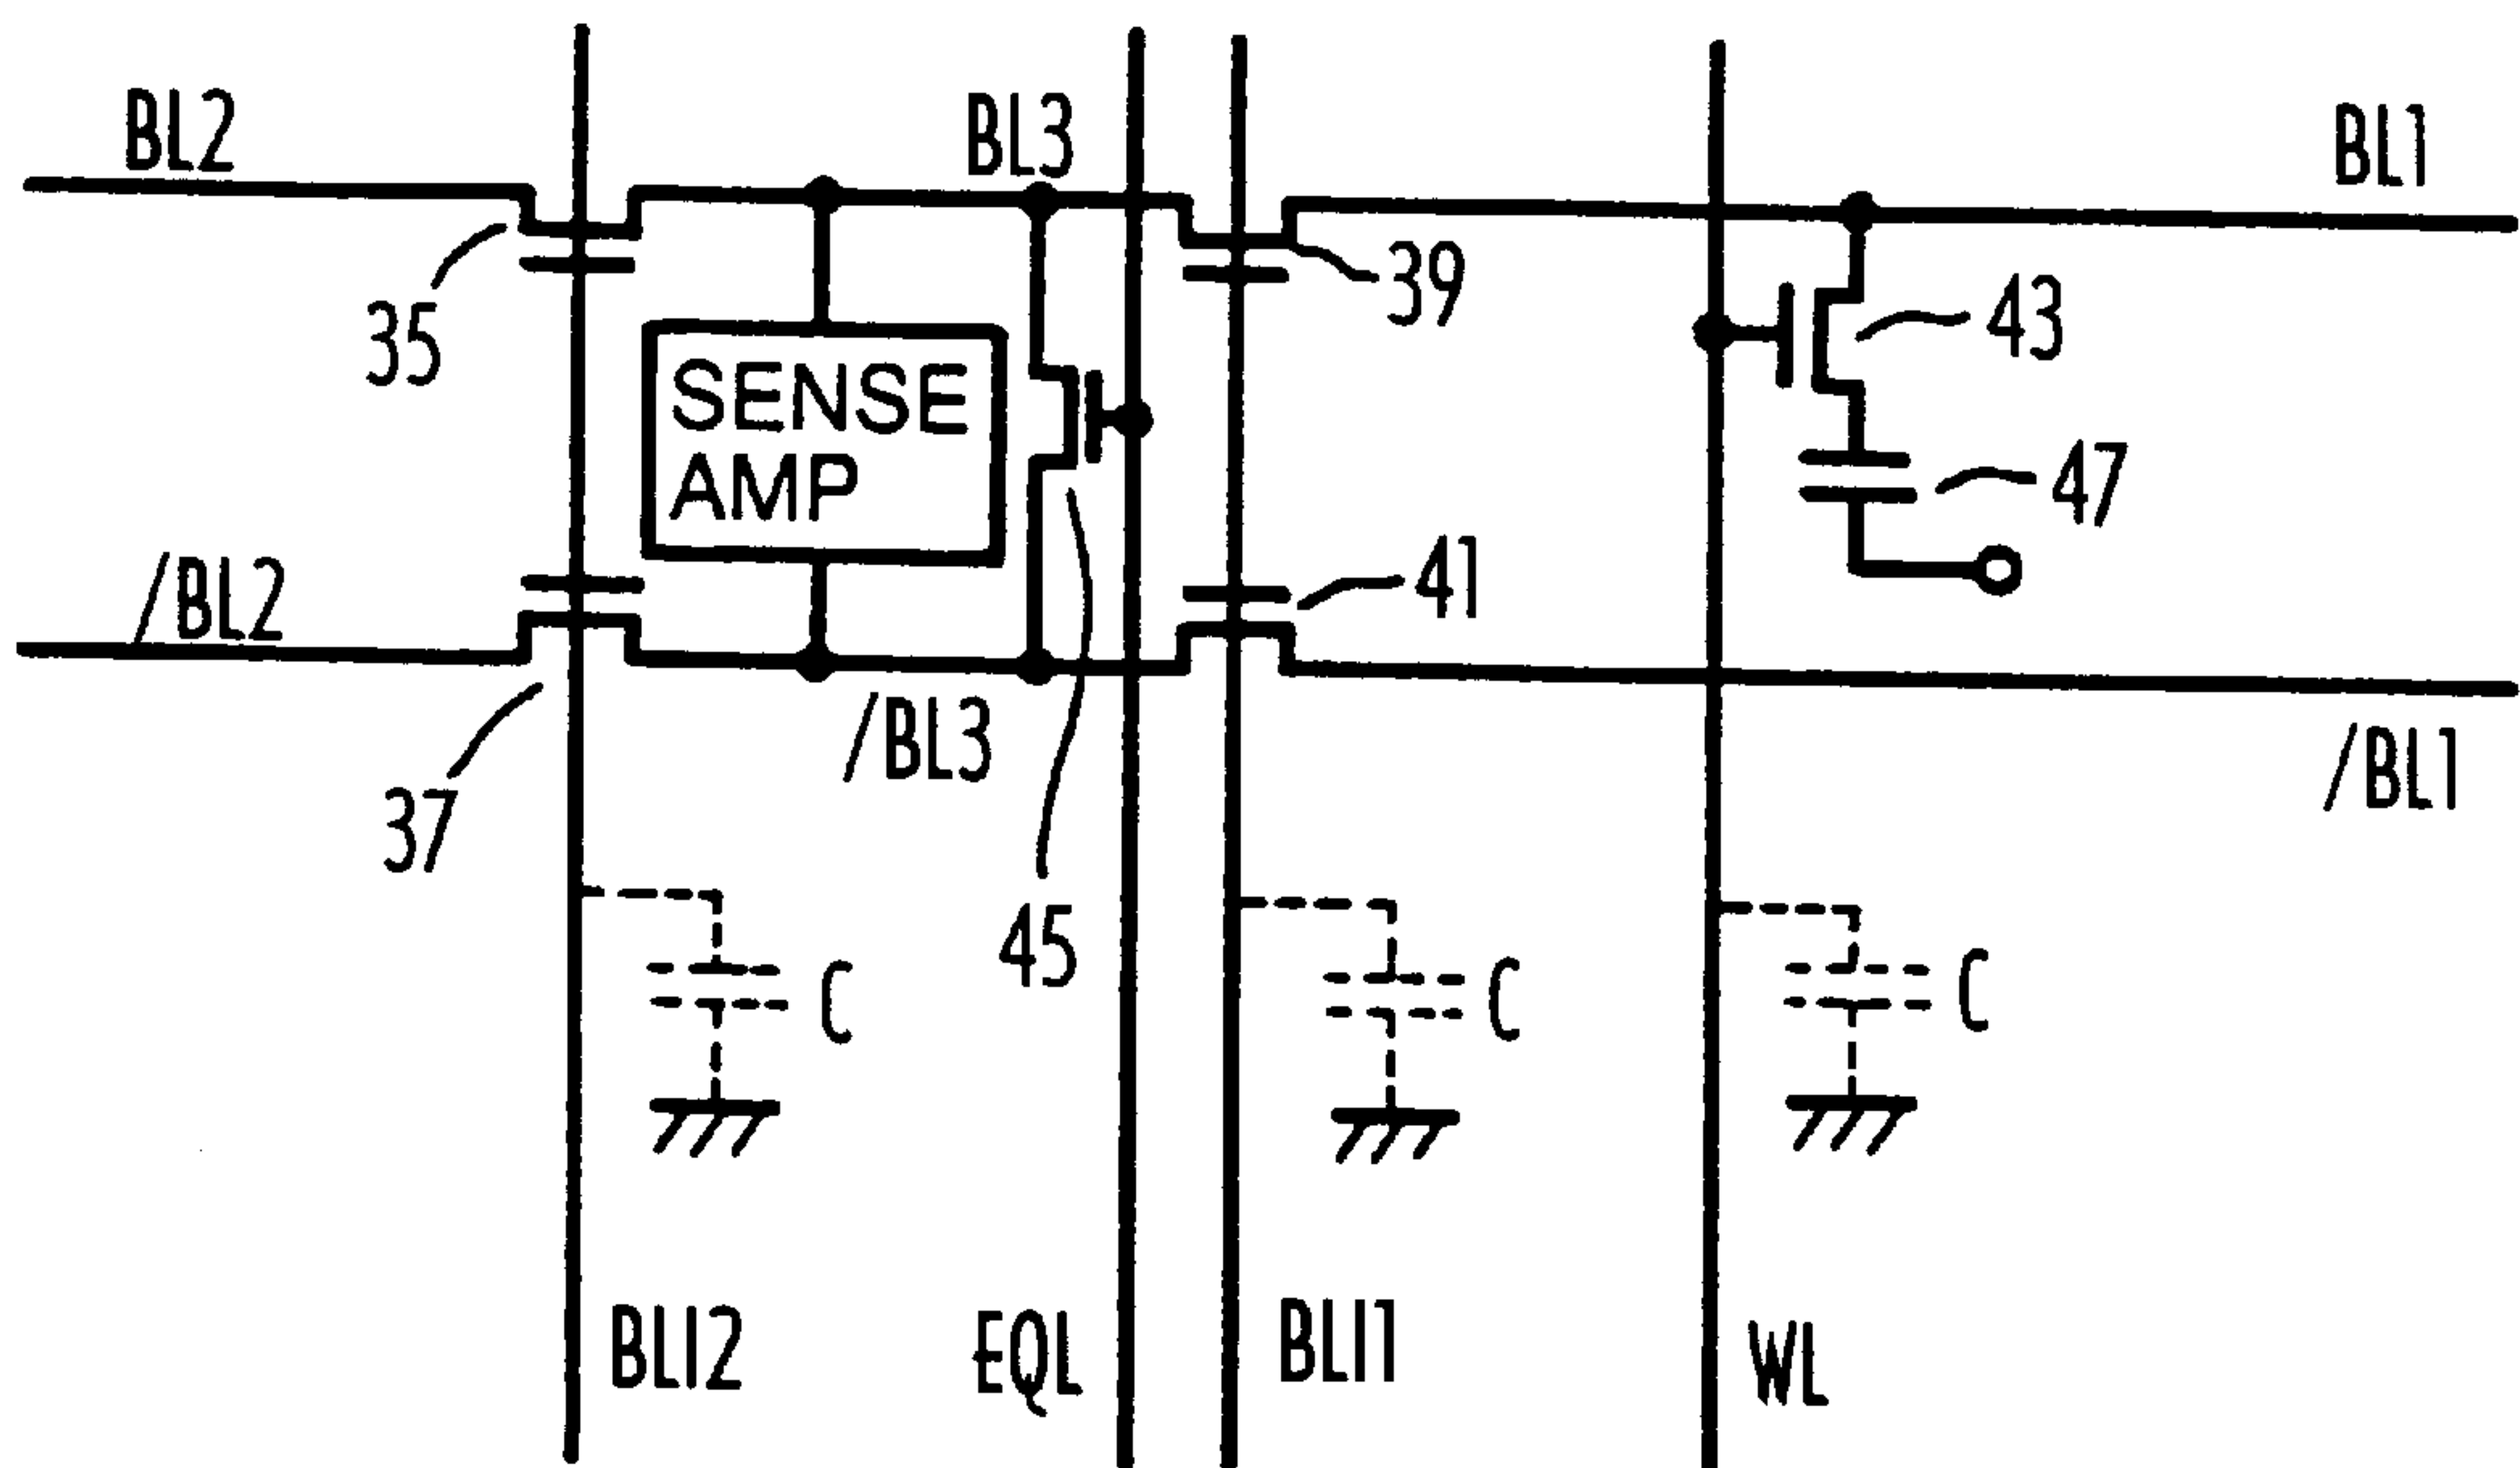 BL2
BL3
BL1
35
39
43
SENSE
AMP
47
/BL2
41
/BL3
/BL1
37
45
C
C
C
BLI2
EQL
BLI1
WL